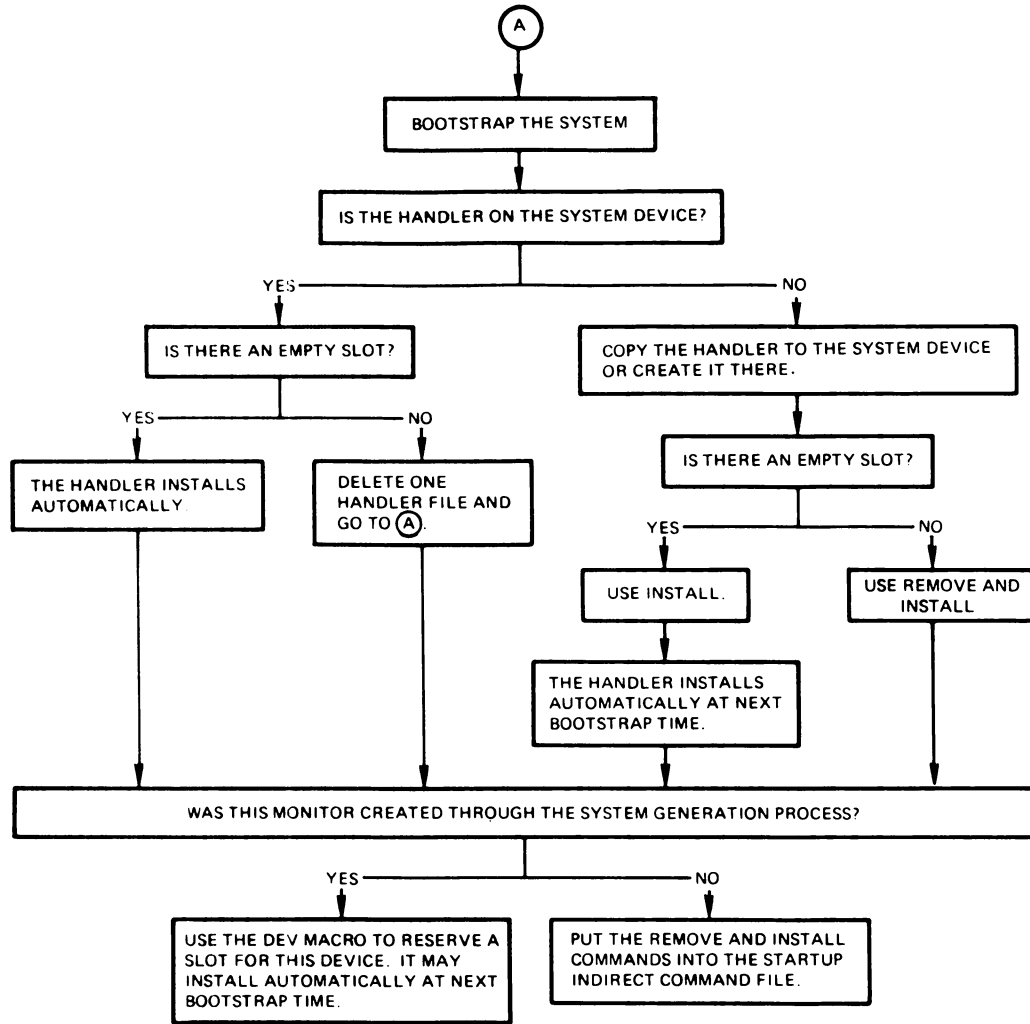 A
BOOTSTRAP THE SYSTEM
IS THE HANDLER ON THE SYSTEM DEVICE?
YES
NO
IS THERE AN EMPTY SLOT?
COPY THE HANDLER TO THE SYSTEM DEVICE
OR CREATE IT THERE.
YES
NO
IS THERE AN EMPTY SLOT?
THE HANDLER INSTALLS
AUTOMATICALLY.
DELETE ONE
HANDLER FILE AND
GO TO A.
YES
NO
USE INSTALL.
USE REMOVE AND
INSTALL
THE HANDLER INSTALLS
AUTOMATICALLY AT NEXT
BOOTSTRAP TIME.
WAS THIS MONITOR CREATED THROUGH THE SYSTEM GENERATION PROCESS?
YES
NO
USE THE DEV MACRO TO RESERVE A
SLOT FOR THIS DEVICE. IT MAY
INSTALL AUTOMATICALLY AT NEXT
BOOTSTRAP TIME.
PUT THE REMOVE AND INSTALL
COMMANDS INTO THE STARTUP
INDIRECT COMMAND FILE.